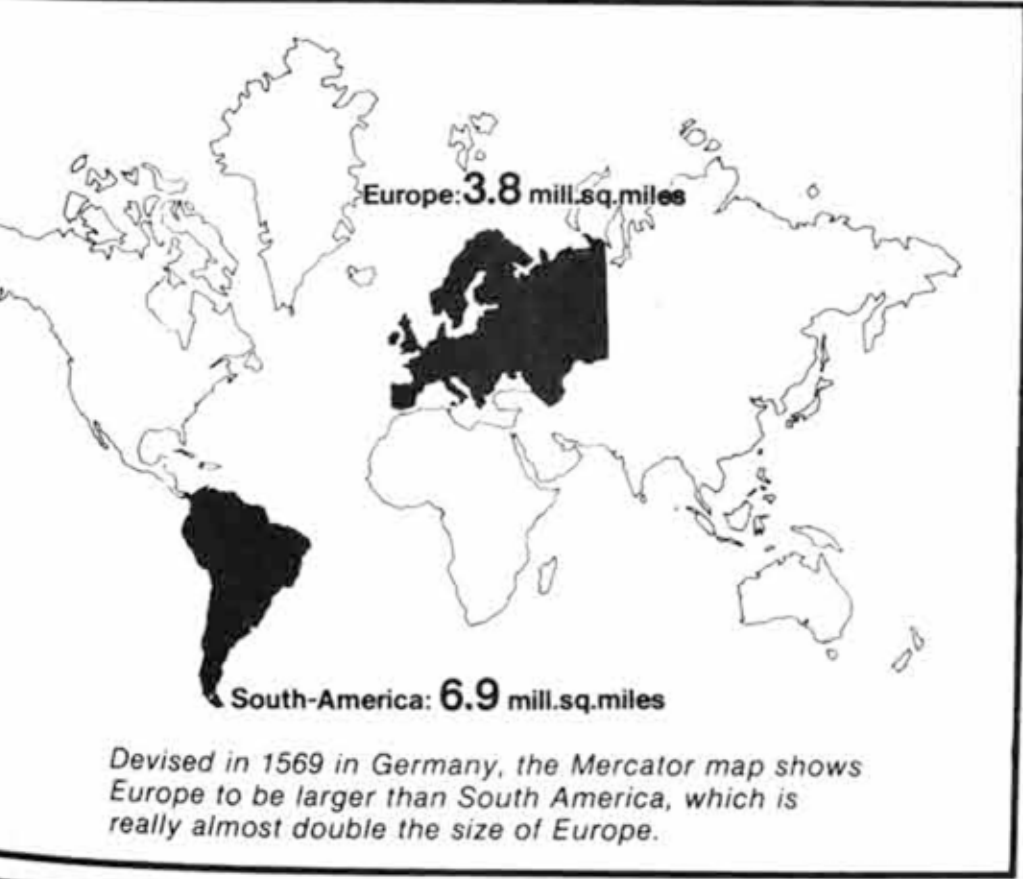 Europe: 3.8 mill.sq.miles
South-America: 6.9 mill.sq.miles
Devised in 1569 in Germany, the Mercator map shows
Europe to be larger than South America, which is
really almost double the size of Europe.